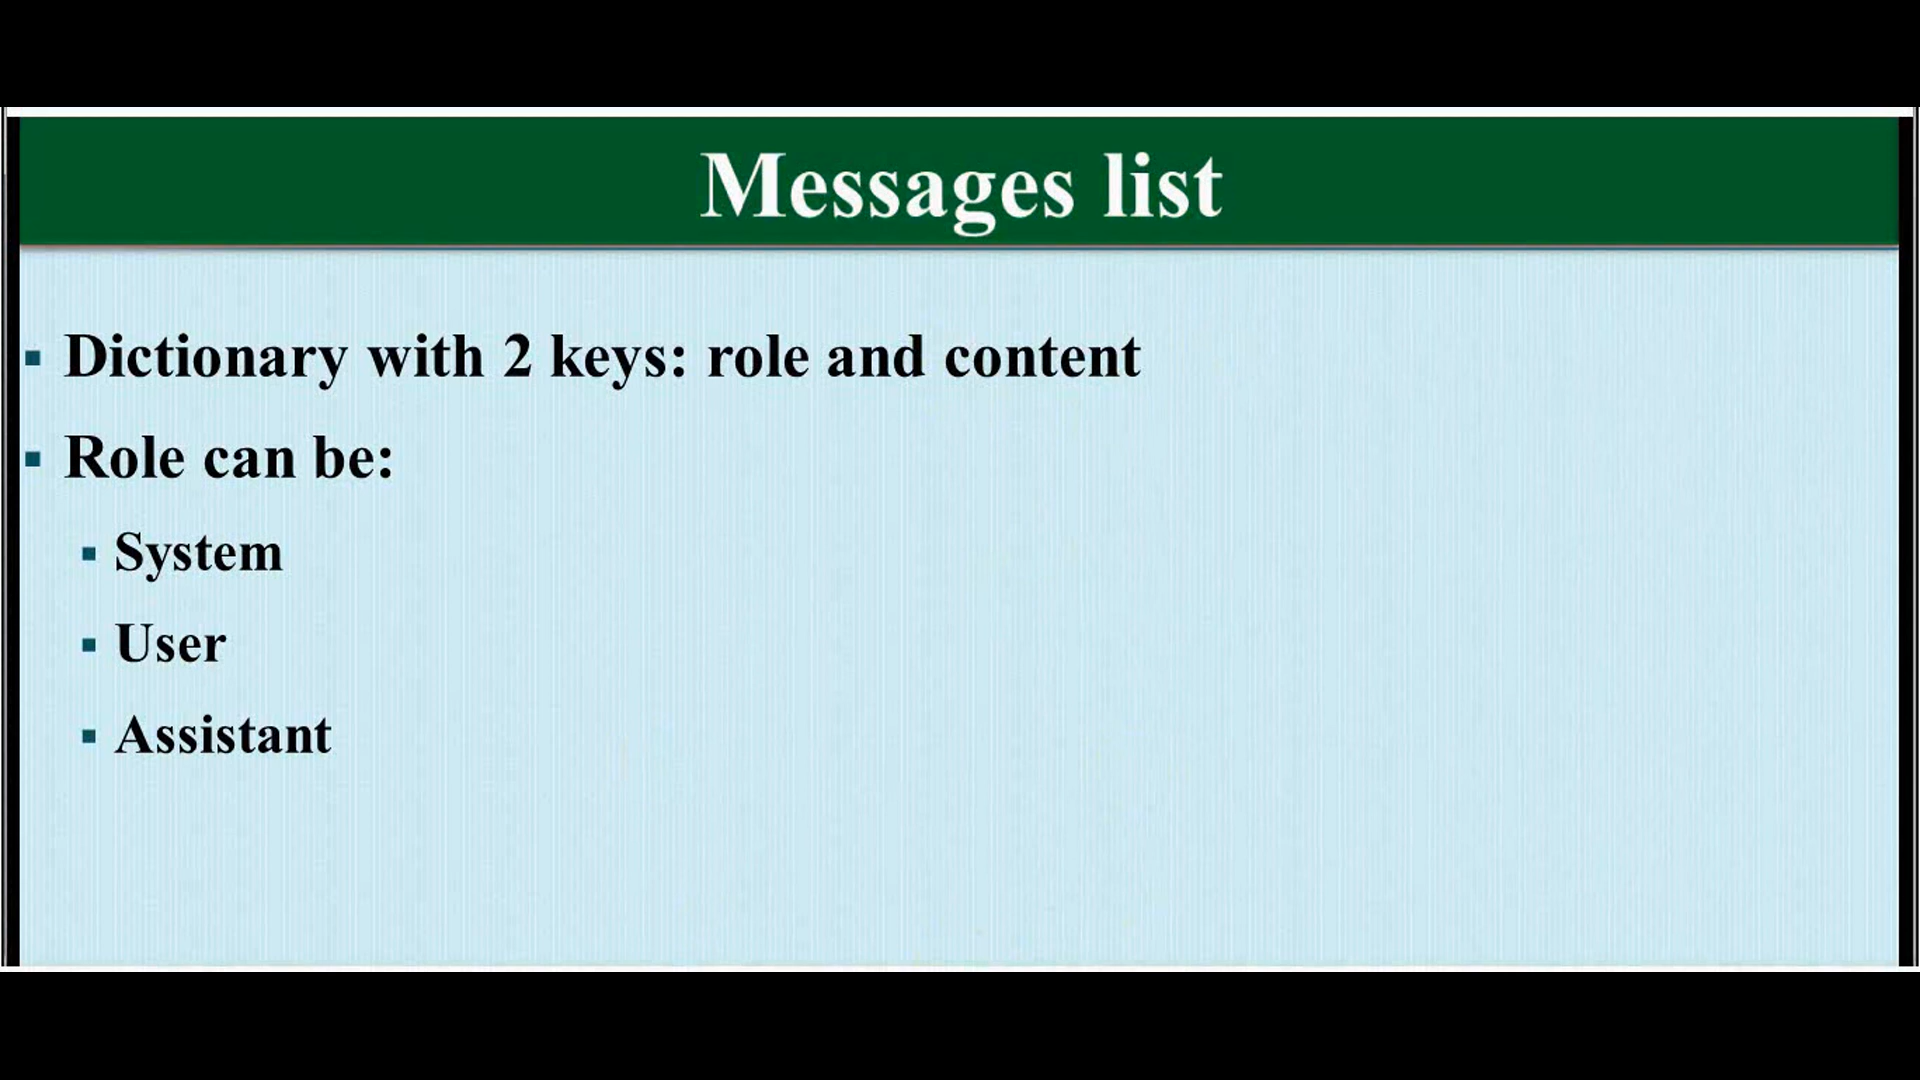 Messages list
▪ Dictionary with 2 keys: role and content
▪ Role can be:
▪ System
▪ User
▪ Assistant